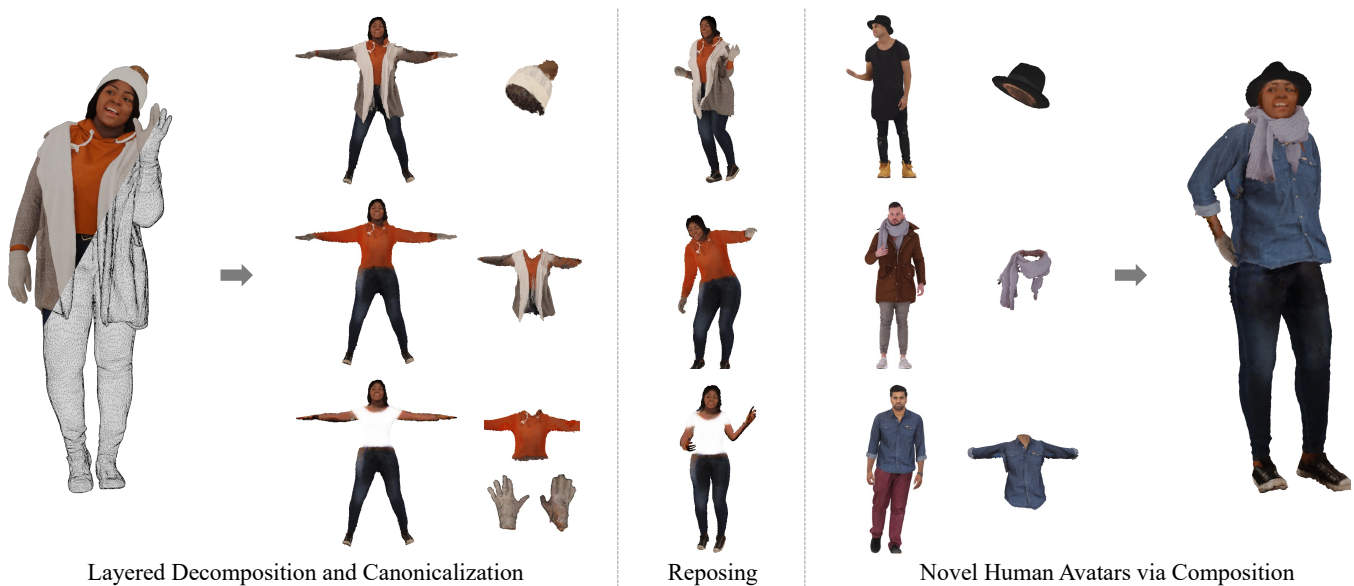 Layered Decomposition and Canonicalization
Reposing
Novel Human Avatars via Composition